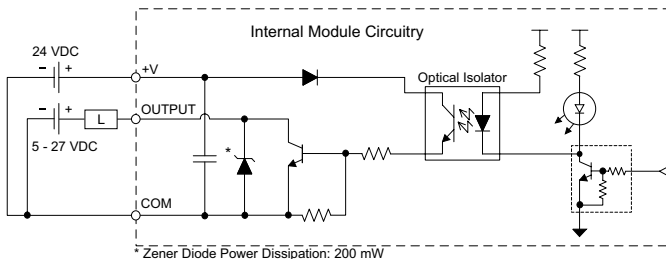 Internal Module Circuitry
24 VDC
- +
+V
Optical Isolator
- +
L
OUTPUT
5 - 27 VDC
*
COM
* Zener Diode Power Dissipation: 200 mW